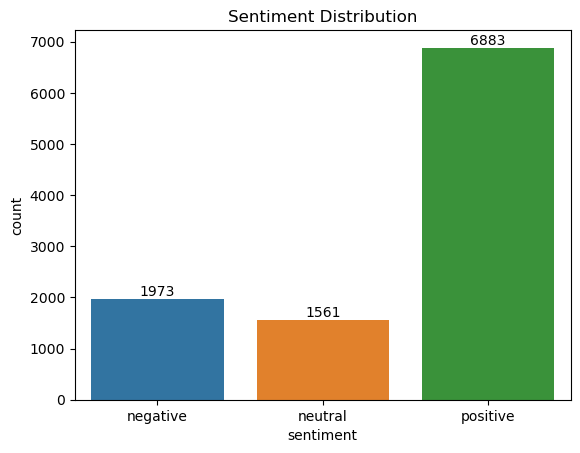 Sentiment Distribution
7000
6000
5000
4000
3000
2000
1000
0
count
1973
1561
6883
negative
neutral
positive
sentiment